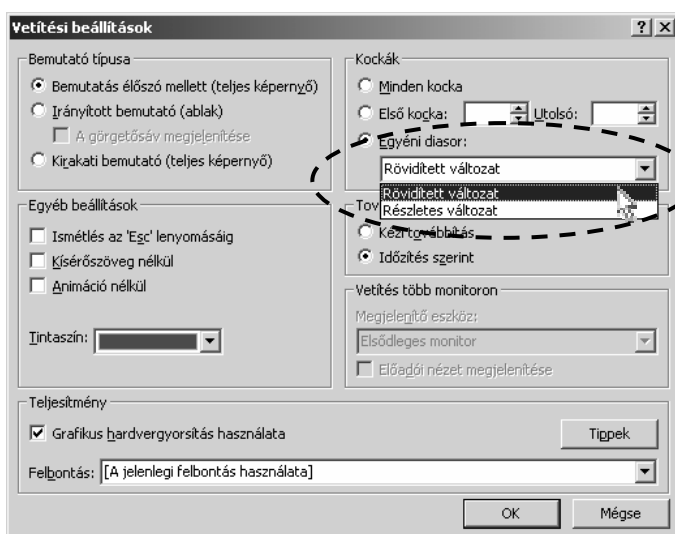 Vetítési beállítások
Bemutató típusa
Bemutatás élőszó mellett (teljes képernyő)
Irányított bemutató (ablak)
A görgetősáv megjelenítése
Kirakati bemutató (teljes képernyő)
Kockák
Minden kocka
Első kocka: Utolsó:
Egyéni diasor:
Rövidített változat
Rövidített változat
Részletes változat
Egyéb beállítások
Ismétlés az 'Esc' lenyomásáig
Kísérőszöveg nélkül
Animáció nélkül
Tintaszín:
Tov
Kézi továbbítás
Időzítés szerint
Vetítés több monitoron
Megjelenítő eszköz:
Elsődleges monitor
Előadói nézet megjelenítése
Teljesítmény
Grafikus hardvergyorsítás használata
Tippek
Felbontás: [A jelenlegi felbontás használata]
OK Mégse